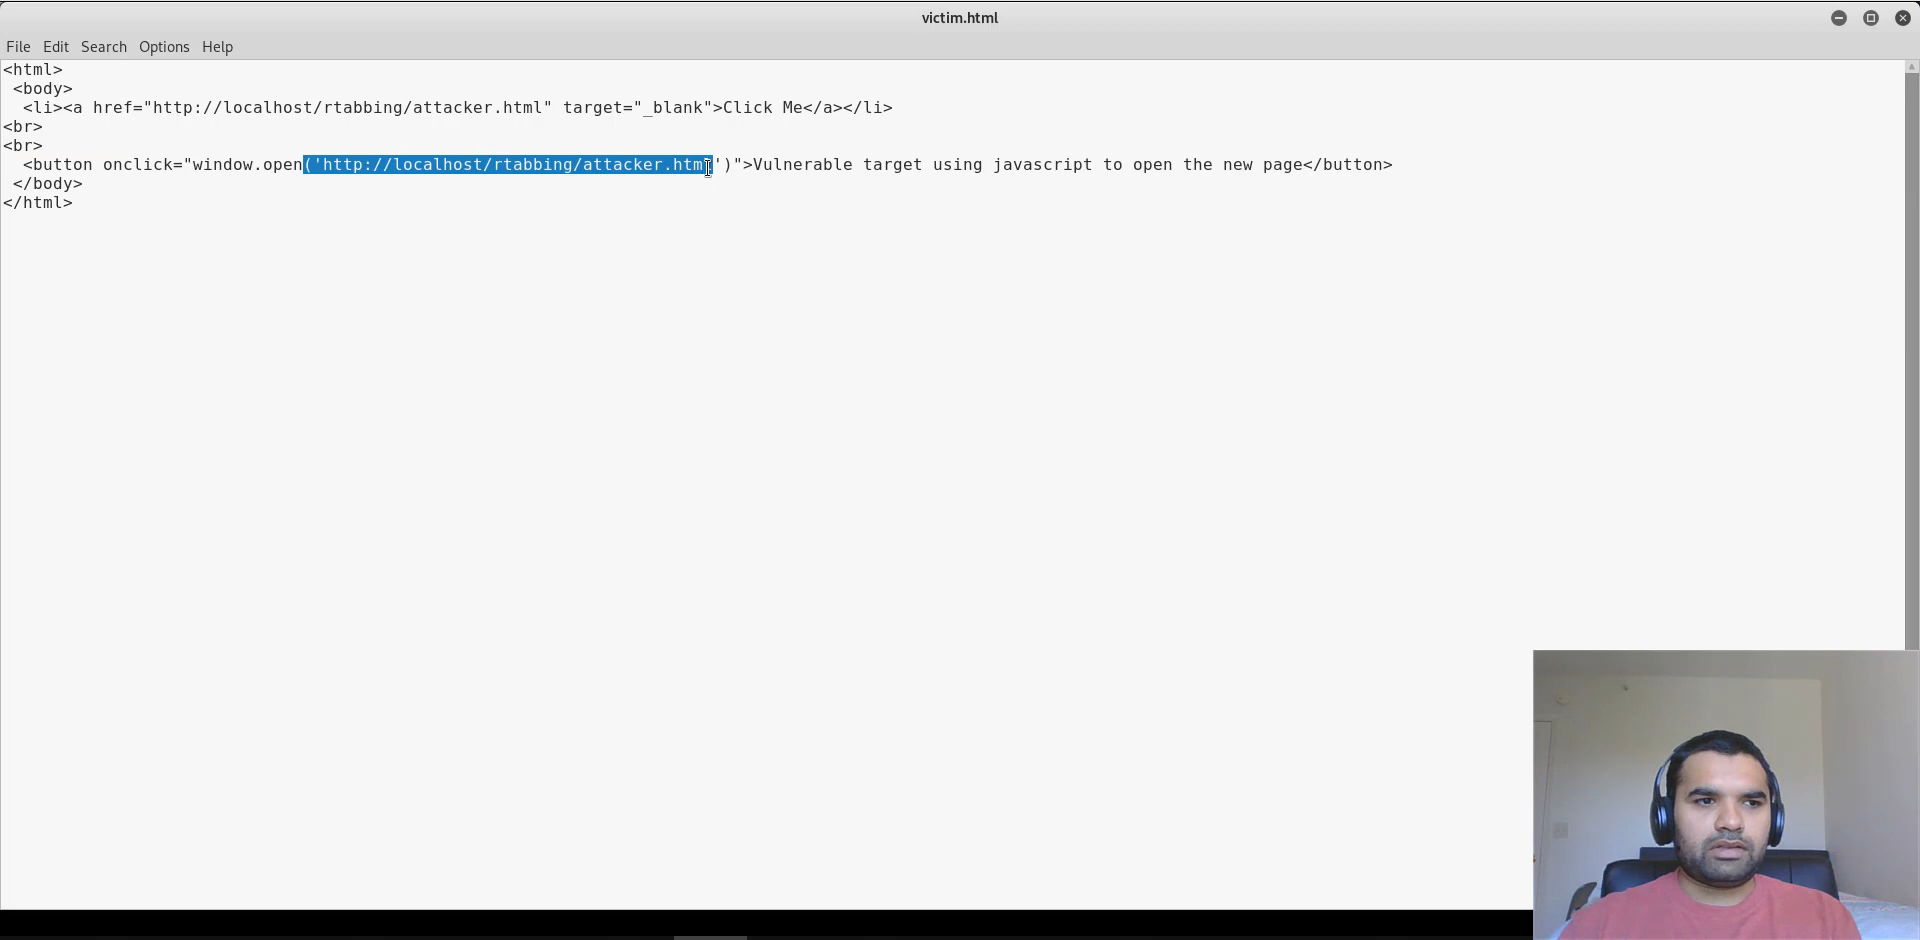 victim.html
File Edit Search Options Help
<html>
<body>
<li><a href="http://localhost/rtabbing/attacker.html" target="_blank">Click Me</a></li>
<br>
<br>
<button onclick="window.open('http://localhost/rtabbing/attacker.html')">Vulnerable target using javascript to open the new page</button>
</body>
</html>